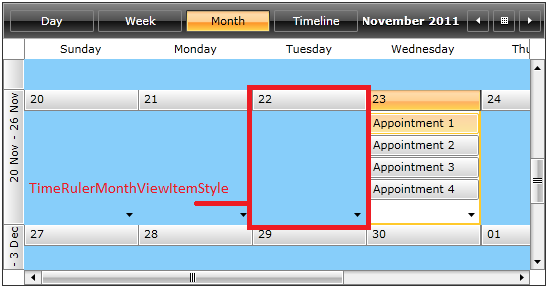 Day Week Month Timeline November 2011
Sunday Monday Tuesday Wednesday Thu
20 Nov - 26 Nov
20 21 22 23 24
Appointment 1
Appointment 2
Appointment 3
Appointment 4
TimeRulerMonthViewItemStyle
- 3 Dec
27 28 29 30 01